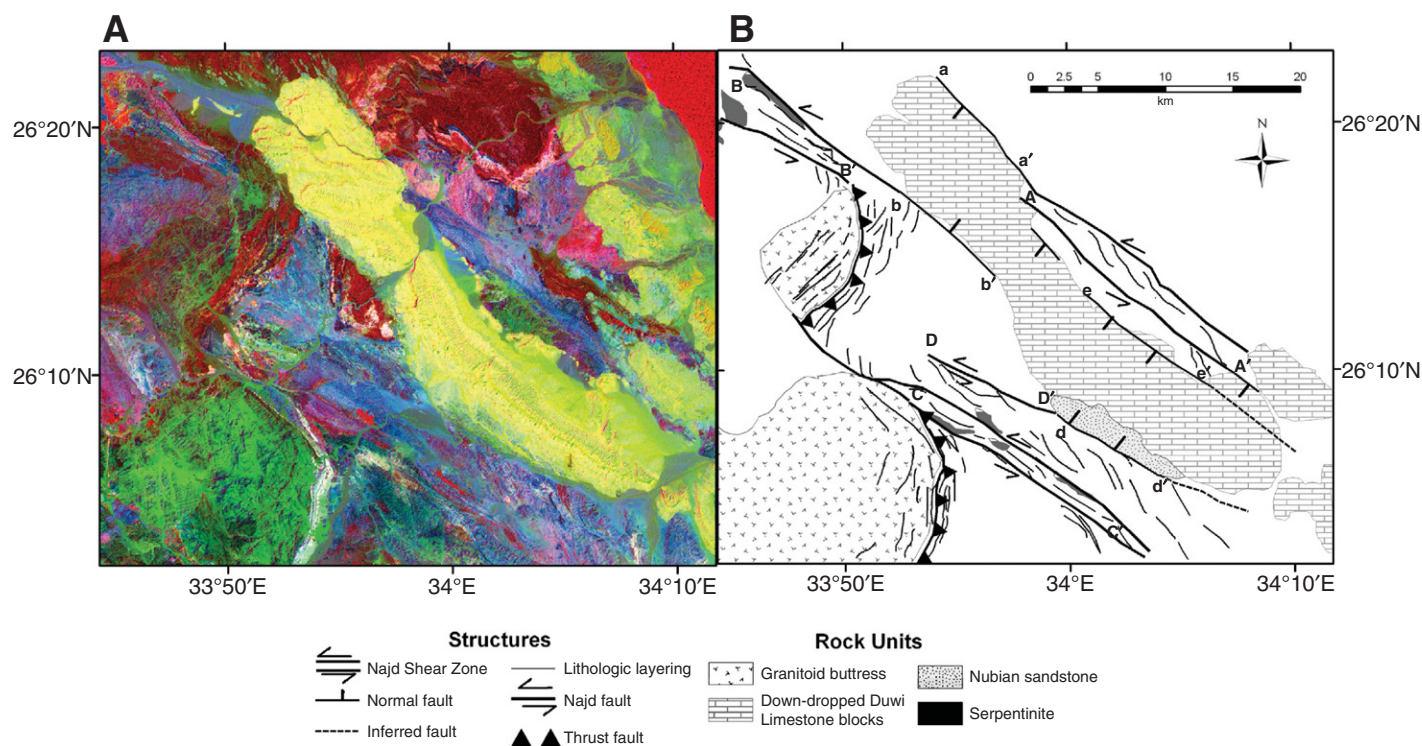 A
B
26°20′N
26°10′N
33°50′E
34°E
34°10′E
0 2.5 5 10 15 20
km
N
26°20′N
26°10′N
33°50′E
34°E
34°10′E
B
a
a′
B′
A
b
b′
e
D
A′
e′
C
D′
d
d′
C′
Structures
Najd Shear Zone
Normal fault
Inferred fault
Lithologic layering
Najd fault
Thrust fault
Rock Units
Granitoid buttress
Down-dropped Duwi
Limestone blocks
Nubian sandstone
Serpentinite